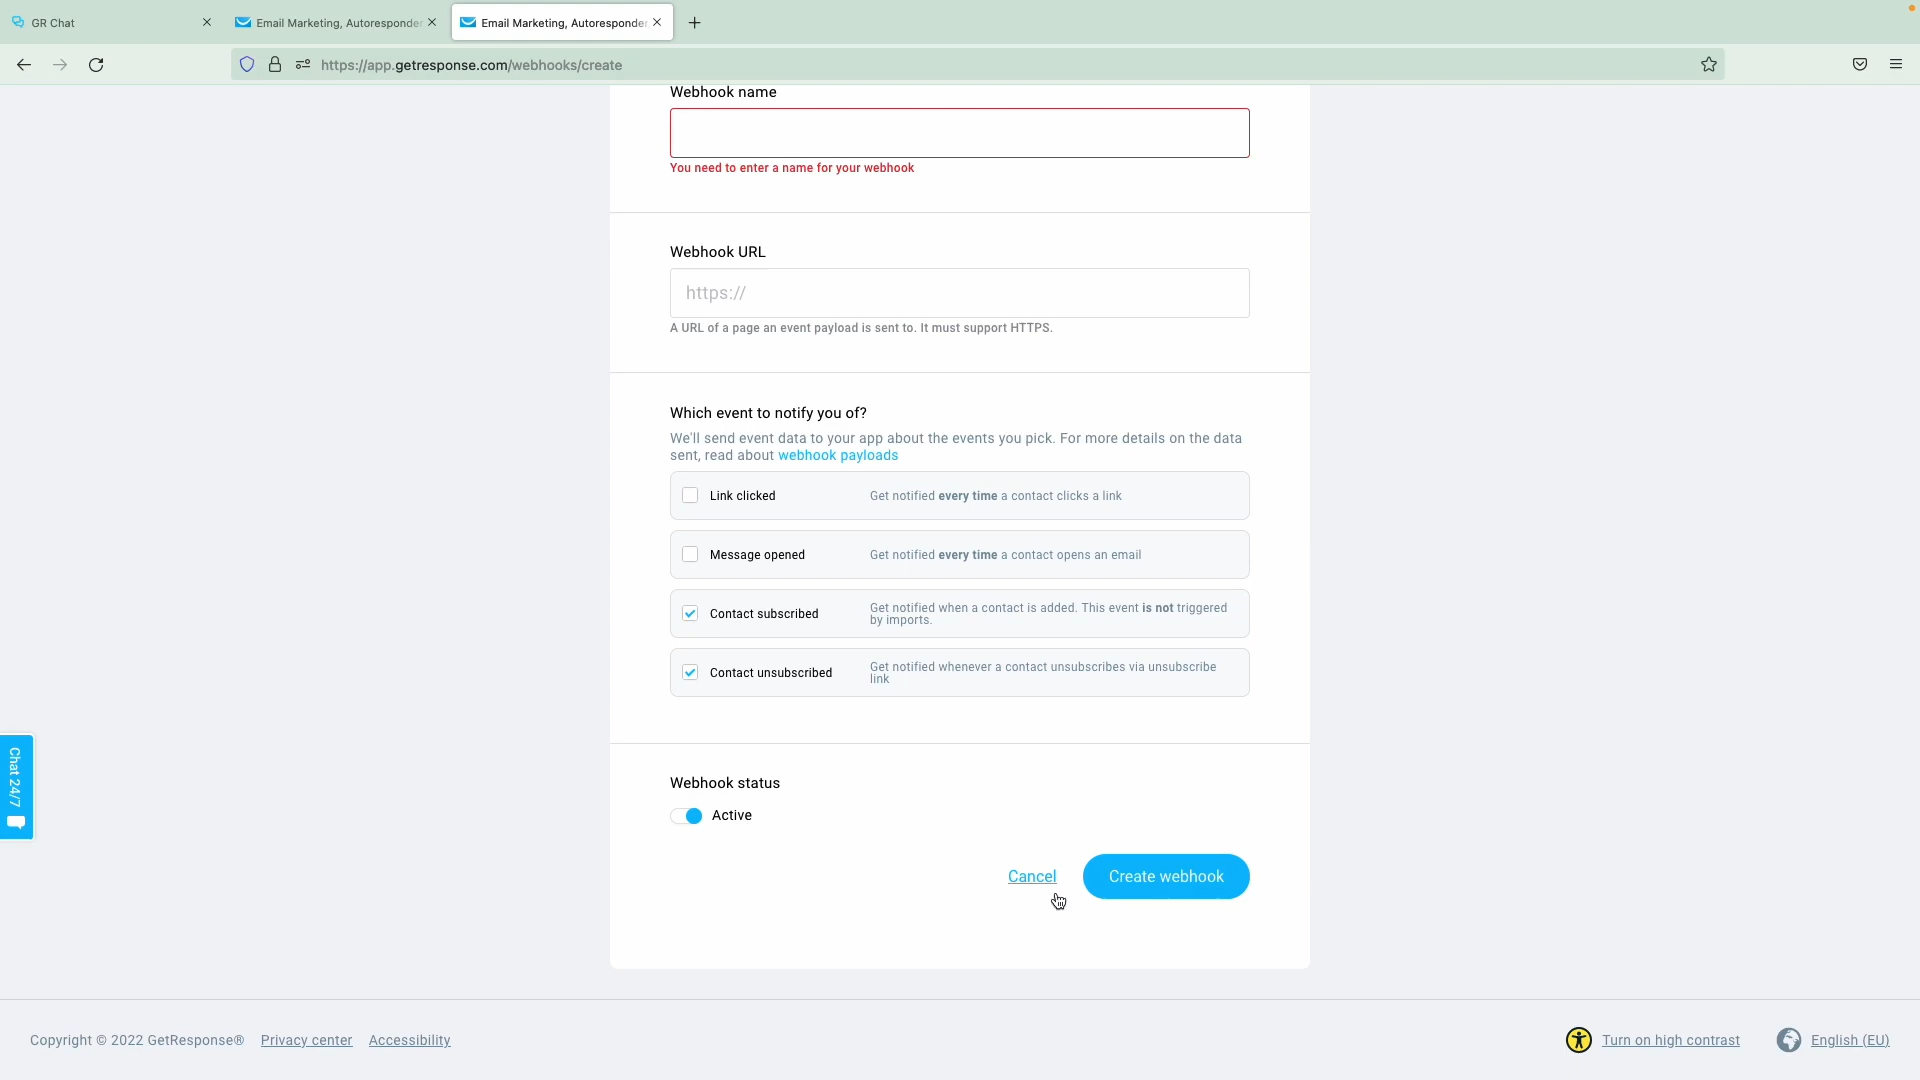 GR Chat
Email Marketing, Autoresponder
Email Marketing, Autoresponder
https://app.getresponse.com/webhooks/create
Webhook name
You need to enter a name for your webhook
Webhook URL
https://
A URL of a page an event payload is sent to. It must support HTTPS.
Which event to notify you of?
We'll send event data to your app about the events you pick. For more details on the data
sent, read about webhook payloads
Link clicked
Get notified every time a contact clicks a link
Message opened
Get notified every time a contact opens an email
Contact subscribed
Get notified when a contact is added. This event is not triggered
by imports.
Contact unsubscribed
Get notified whenever a contact unsubscribes via unsubscribe
link
Chat 24/7
Webhook status
Active
Cancel
Create webhook
Copyright © 2022 GetResponse®
Privacy center
Accessibility
Turn on high contrast
English (EU)